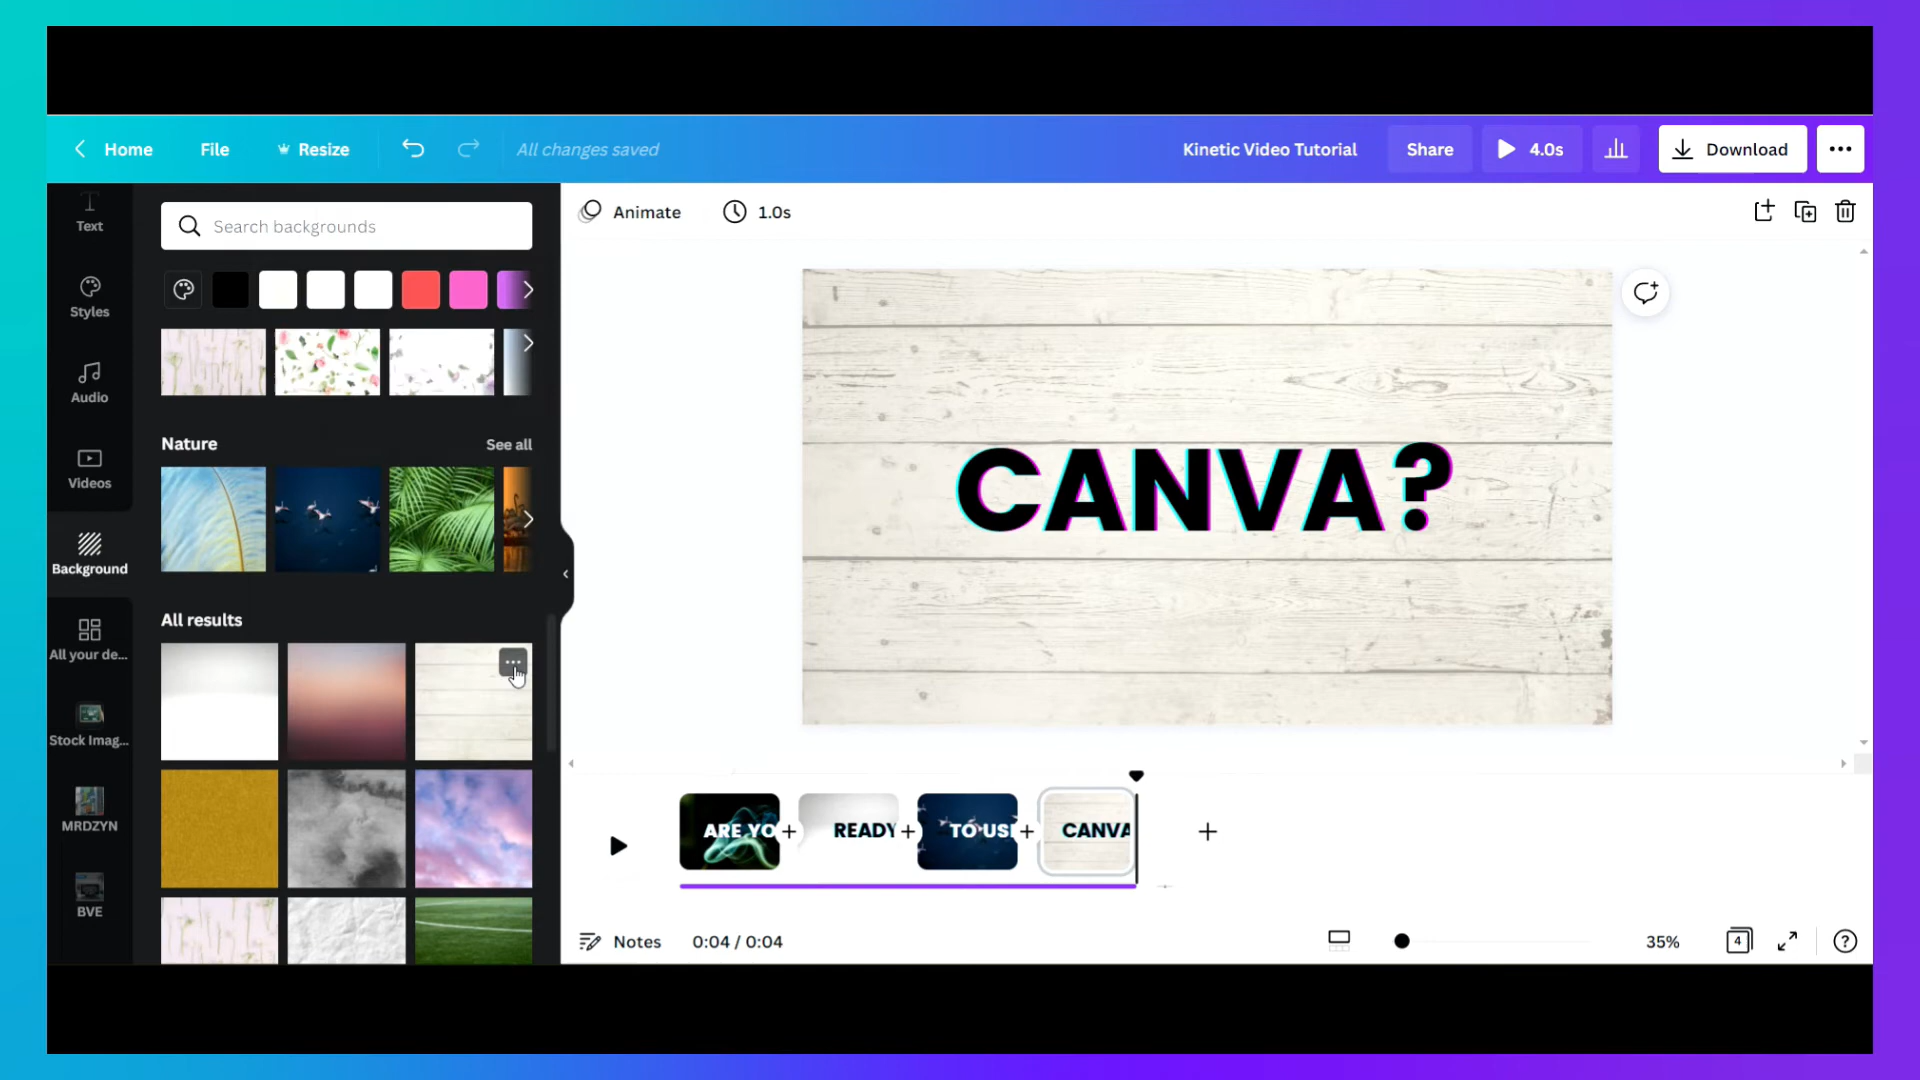 Home
File
Resize
All changes saved
Kinetic Video Tutorial
Share
4.0s
Download
Text
Styles
Audio
Videos
Background
All your de...
Stock Imag...
MRDZYN
BVE
Search backgrounds
Nature
See all
All results
Animate
1.0s
CANVA?
ARE YO
READY
TO US
CANVA
Notes
0:04 / 0:04
35%
4
?